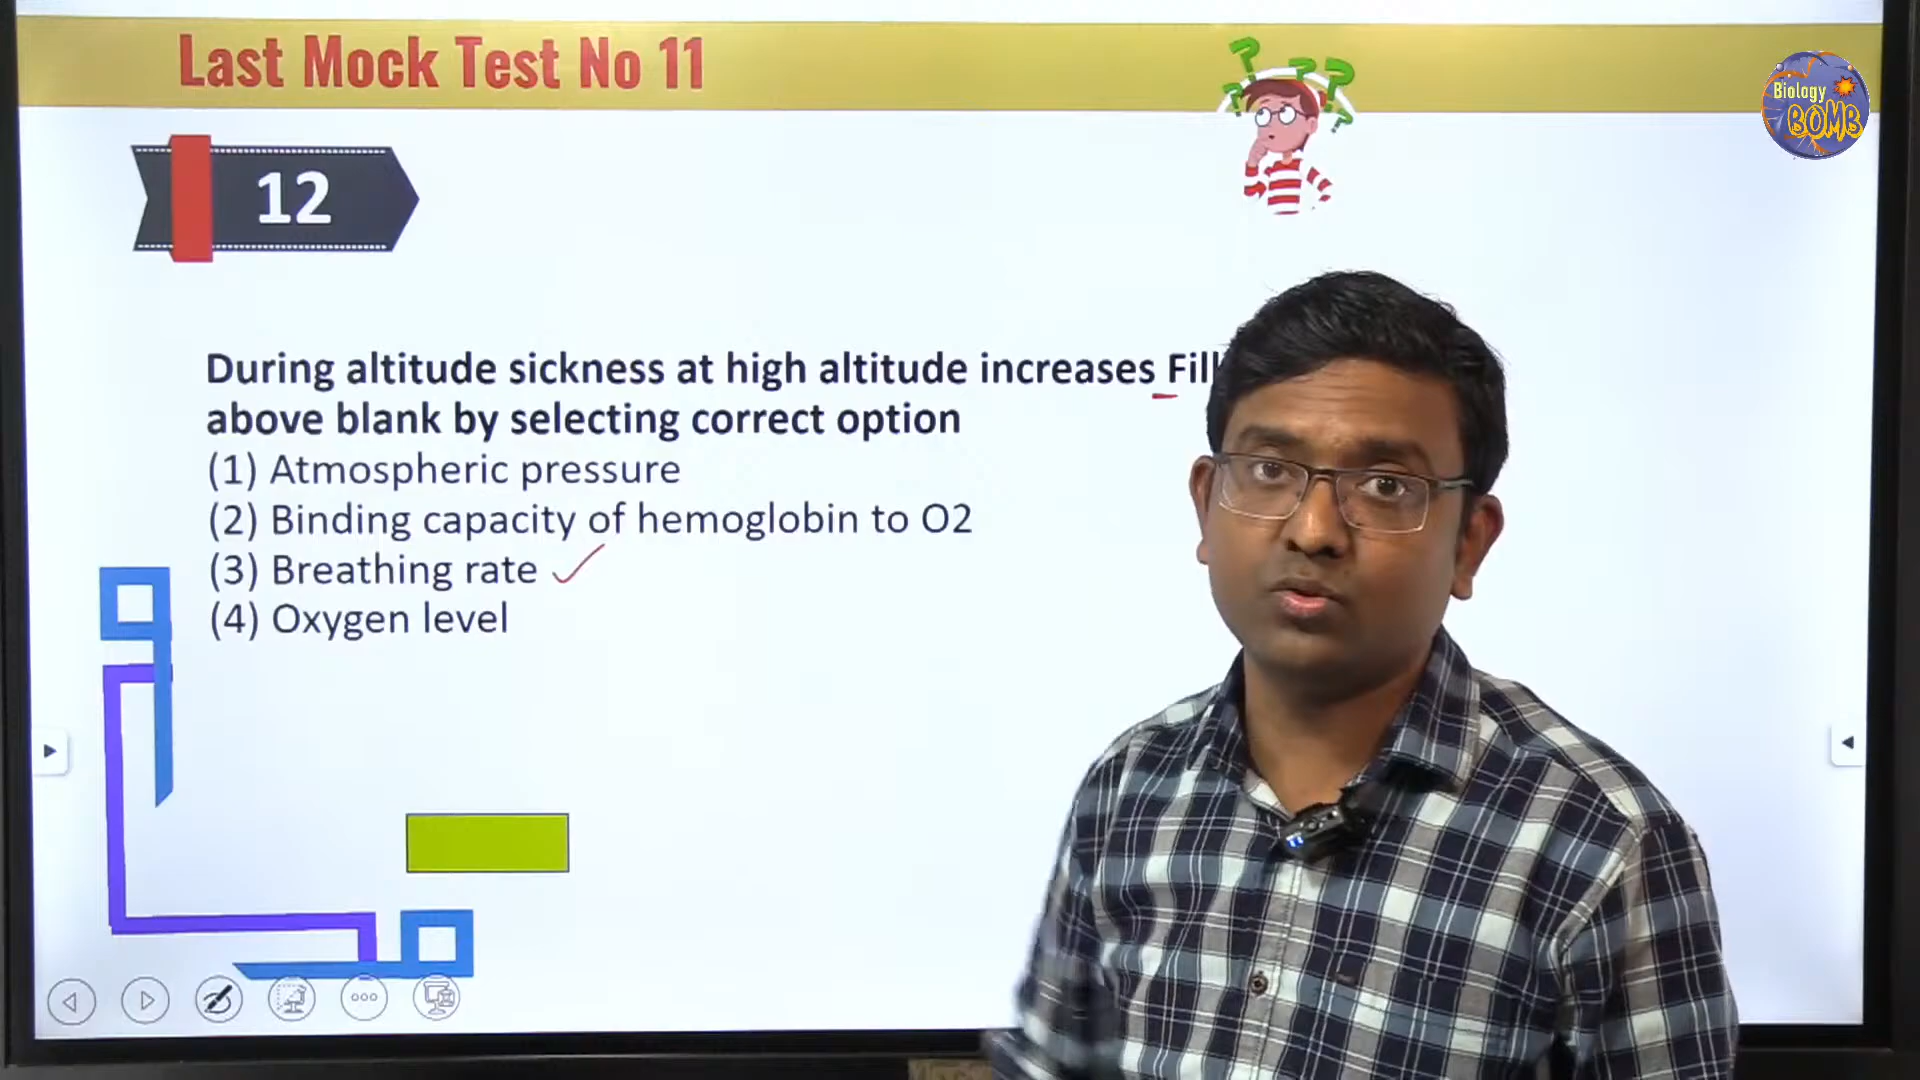 Last Mock Test No 11
Biology
BOMB
12
During altitude sickness at high altitude increases Fill
above blank by selecting correct option
(1) Atmospheric pressure
(2) Binding capacity of hemoglobin to O2
(3) Breathing rate
(4) Oxygen level